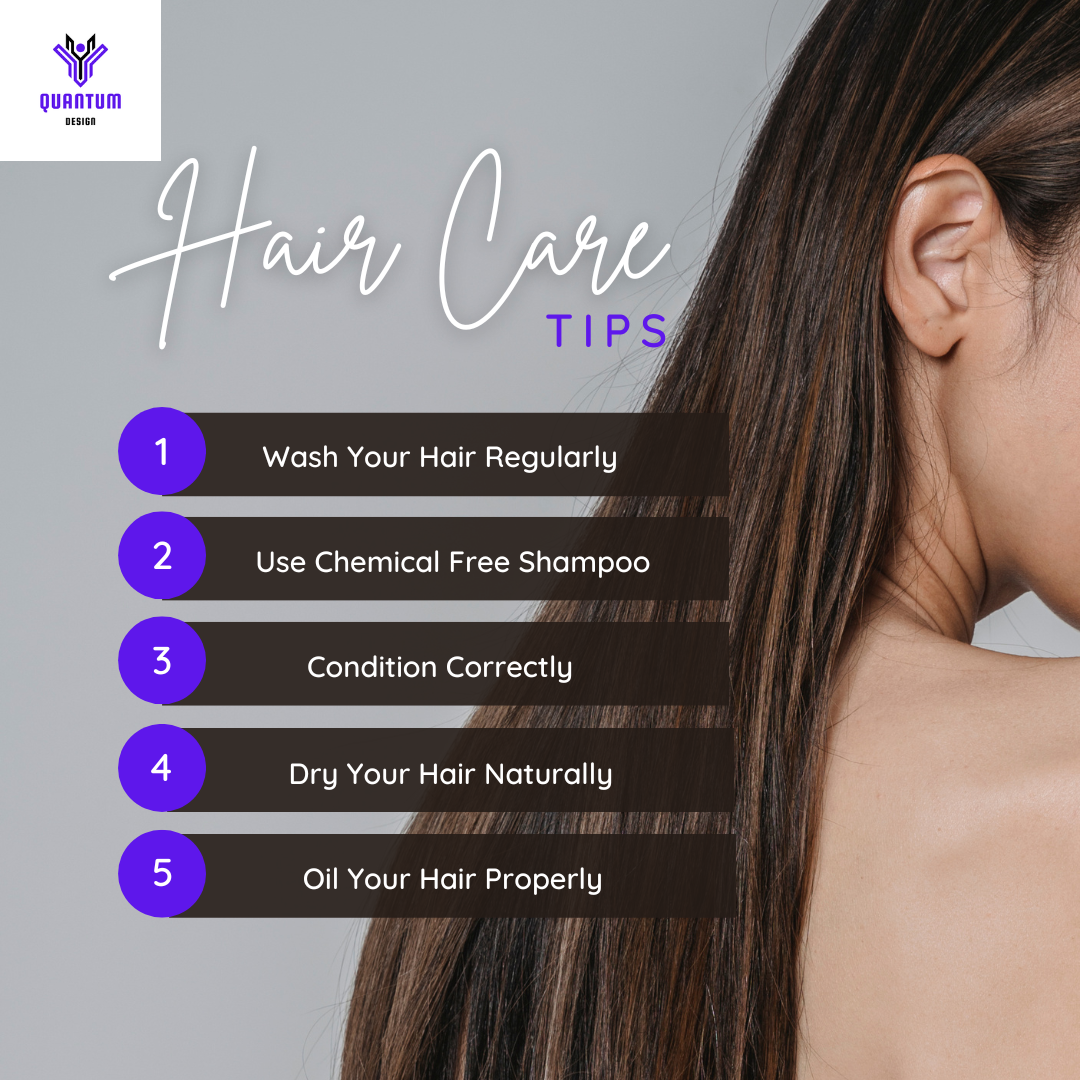 QUANTUM
DESIGN
Hair Care
TIPS
1 Wash Your Hair Regularly
2 Use Chemical Free Shampoo
3 Condition Correctly
4 Dry Your Hair Naturally
5 Oil Your Hair Properly